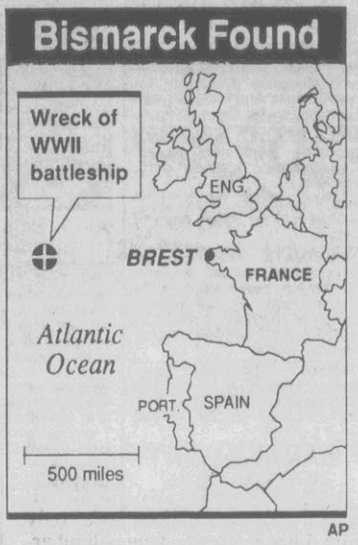 Bismarck Found
Wreck of
WWII
battleship
ENG.
BREST
FRANCE
Atlantic
Ocean
PORT.
SPAIN
500 miles
AP